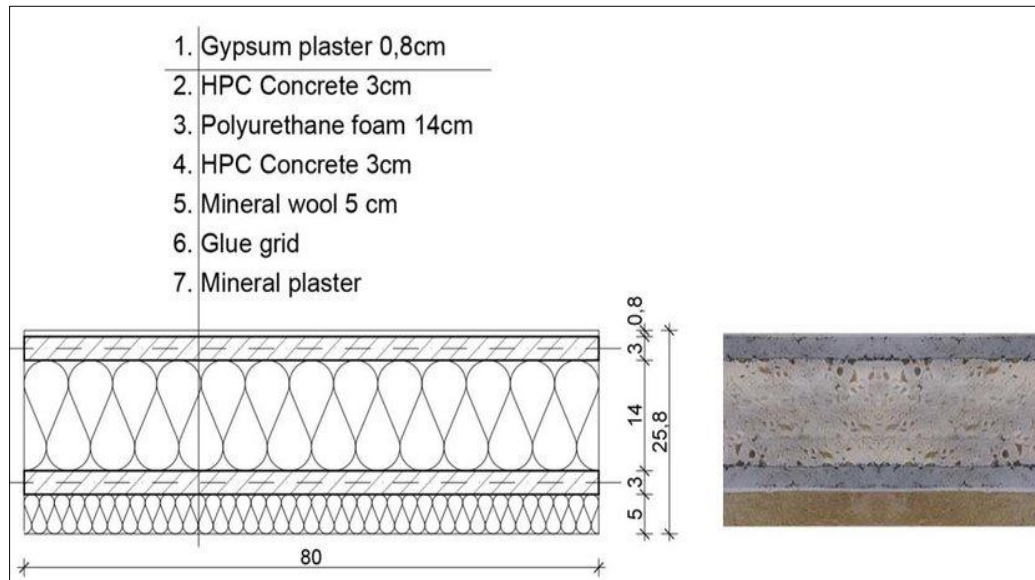 1. Gypsum plaster 0,8cm
2. HPC Concrete 3cm
3. Polyurethane foam 14cm
4. HPC Concrete 3cm
5. Mineral wool 5 cm
6. Glue grid
7. Mineral plaster
0,8
3
14
3
5
25,8
80